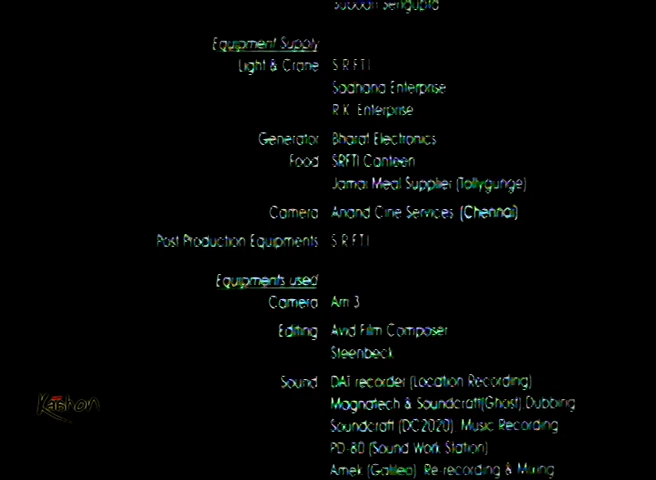 Subodh Sengupta
Equipment Supply
Light & Crane S.R.F.T.I
Sadhana Enterprise
R.K. Enterprise
Generator Bharat Electronics
Food SRFTI Canteen
Jamai Meal Supplier (Tollygunge)
Camera Anand Cine Services (Chennai)
Post Production Equipments S.R.F.T.I
Equipments used
Camera Arri 3
Editing Avid Film Composer
Steenbeck
Sound DAT recorder (Location Recording)
Magnatech & Soundcraft(Ghost) Dubbing
Soundcraft (DC2020) Music Recording
PD-80 (Sound Work Station)
Amek (Galileo) Re-recording & Mixing